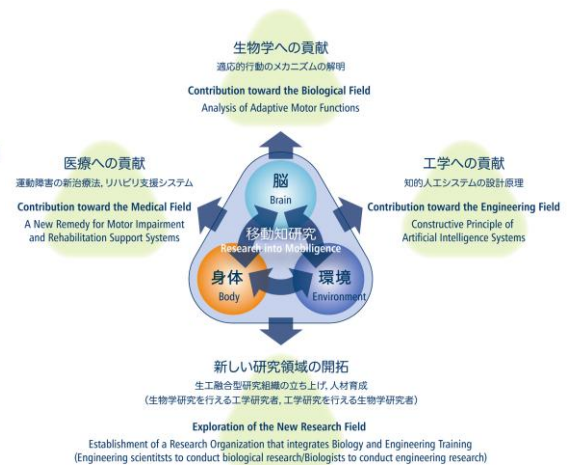 生物学への貢献
適応的行動のメカニズムの解明
Contribution toward the Biological Field
Analysis of Adaptive Motor Functions
医療への貢献
運動障害の新治療法，リハビリ支援システム
Contribution toward the Medical Field
A New Remedy for Motor Impairment
and Rehabilitation Support Systems
脳
Brain
移動知研究
Research into Mobiligence
身体
Body
環境
Environment
工学への貢献
知的人工システムの設計原理
Contribution toward the Engineering Field
Constructive Principle of
Artificial Intelligence Systems
新しい研究領域の開拓
生工融合型研究組織の立ち上げ，人材育成
（生物学研究を行える工学研究者，工学研究を行える生物学研究者）
Exploration of the New Research Field
Establishment of a Research Organization that integrates Biology and Engineering Training
(Engineering scientitsts to conduct biological research/Biologists to conduct engineering research)